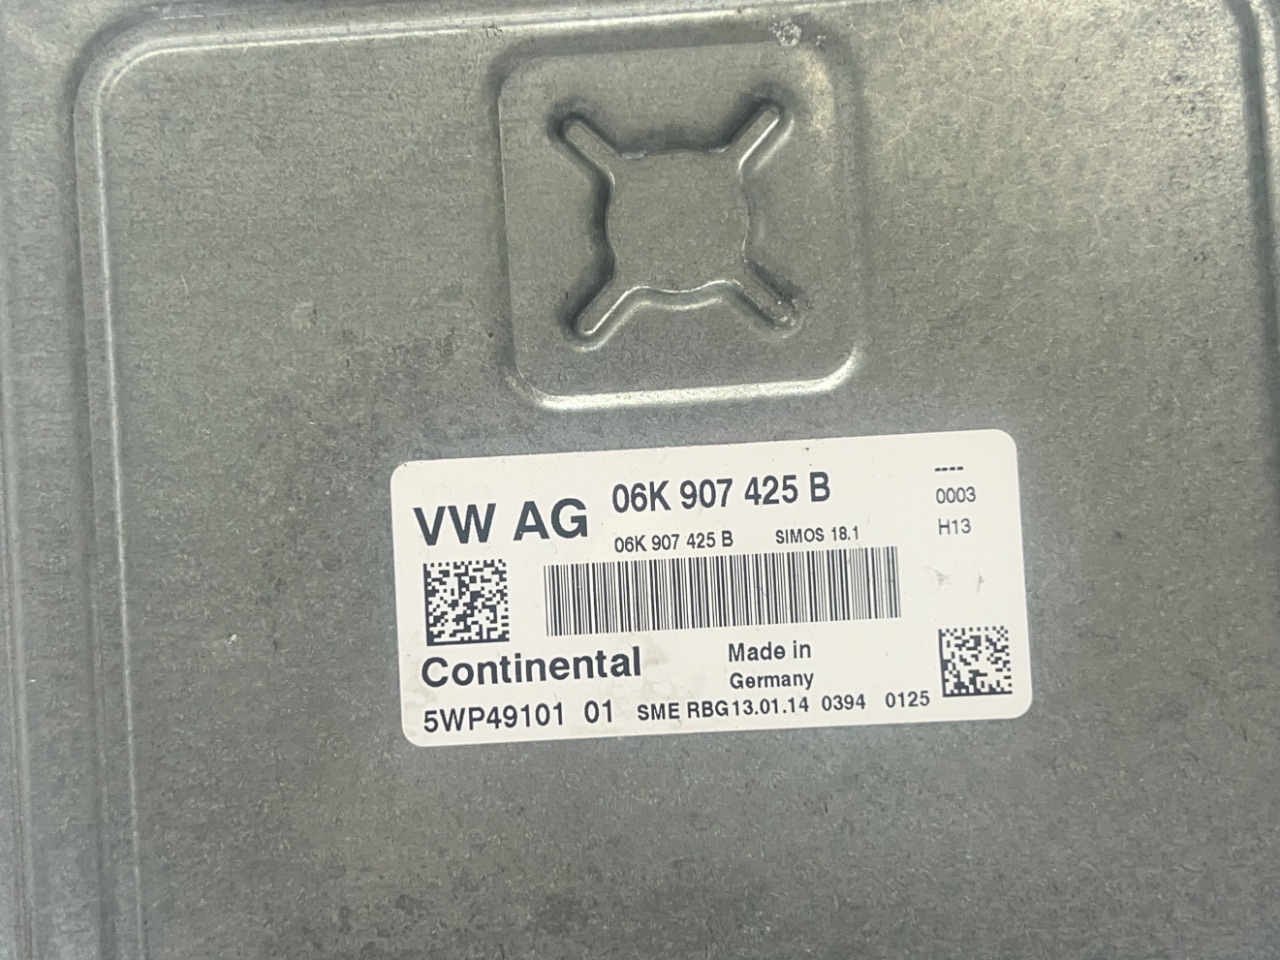 VW AG 06K 907 425 B ----
06K 907 425 B SIMOS 18.1 0003
H13
Continental Made in
Germany
5WP49101 01 SME RBG13.01.14 0394 0125